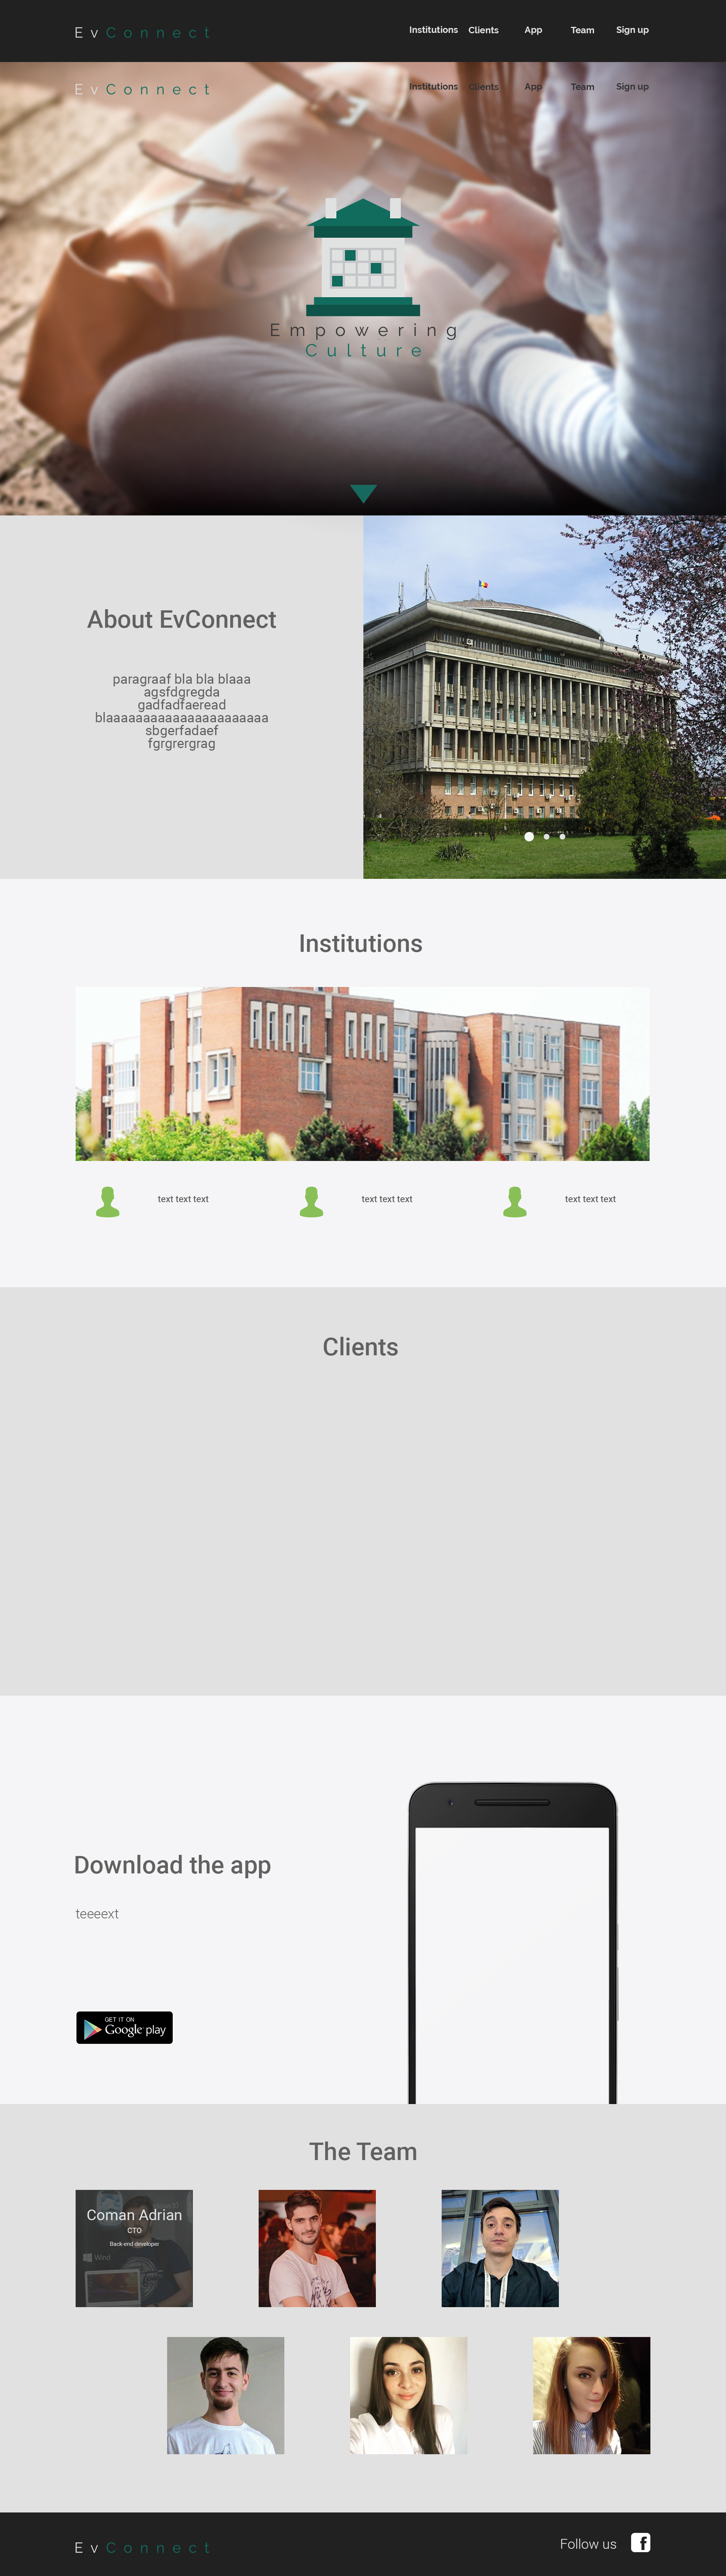 EvConnect
Institutions Clients App Team Sign up
EvConnect
Institutions Clients App Team Sign up
Empowering
Culture
About EvConnect
paragraaf bla bla blaaa
agsfdgregda
gadfadfaeread
blaaaaaaaaaaaaaaaaaaaaaa
sbgerfadaef
fgrgrergrag
Institutions
text text text
text text text
text text text
Clients
Download the app
teeeext
GET IT ON
Google play
The Team
Coman Adrian
CTO
Back-end developer
Wind
EvConnect
Follow us